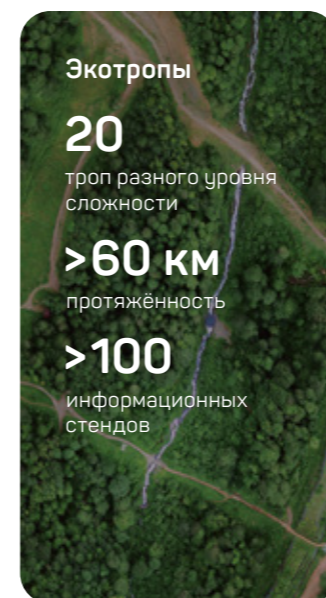 Экотропы
20
троп разного уровня
сложности
>60 км
протяжённость
>100
информационных
стендов